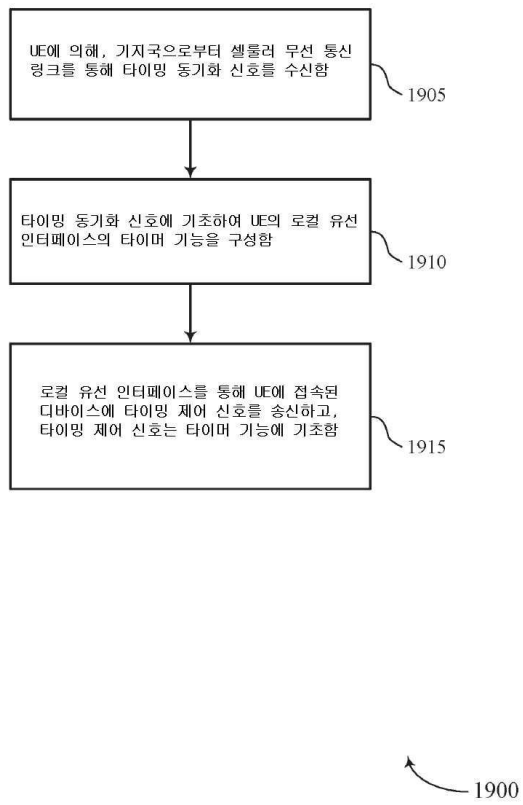 UE에 의해, 기지국으로부터 셀룰러 무선 통신
링크를 통해 타이밍 동기화 신호를 수신함
1905
타이밍 동기화 신호에 기초하여 UE의 로컬 유선
인터페이스의 타이머 기능을 구성함
1910
로컬 유선 인터페이스를 통해 UE에 접속된
디바이스에 타이밍 제어 신호를 송신하고,
타이밍 제어 신호는 타이머 기능에 기초함
1915
1900